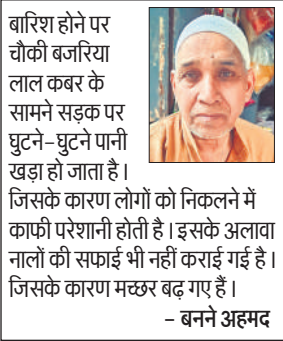 बारिश होने पर
चौकी बजरिया
लाल कबर के
सामने सड़क पर
घुटने-घुटने पानी
खड़ा हो जाता है।
जिसके कारण लोगों को निकलने में
काफी परेशानी होती है। इसके अलावा
नालों की सफाई भी नहीं कराई गई है।
जिसके कारण मच्छर बढ़ गए हैं।
- बनने अहमद